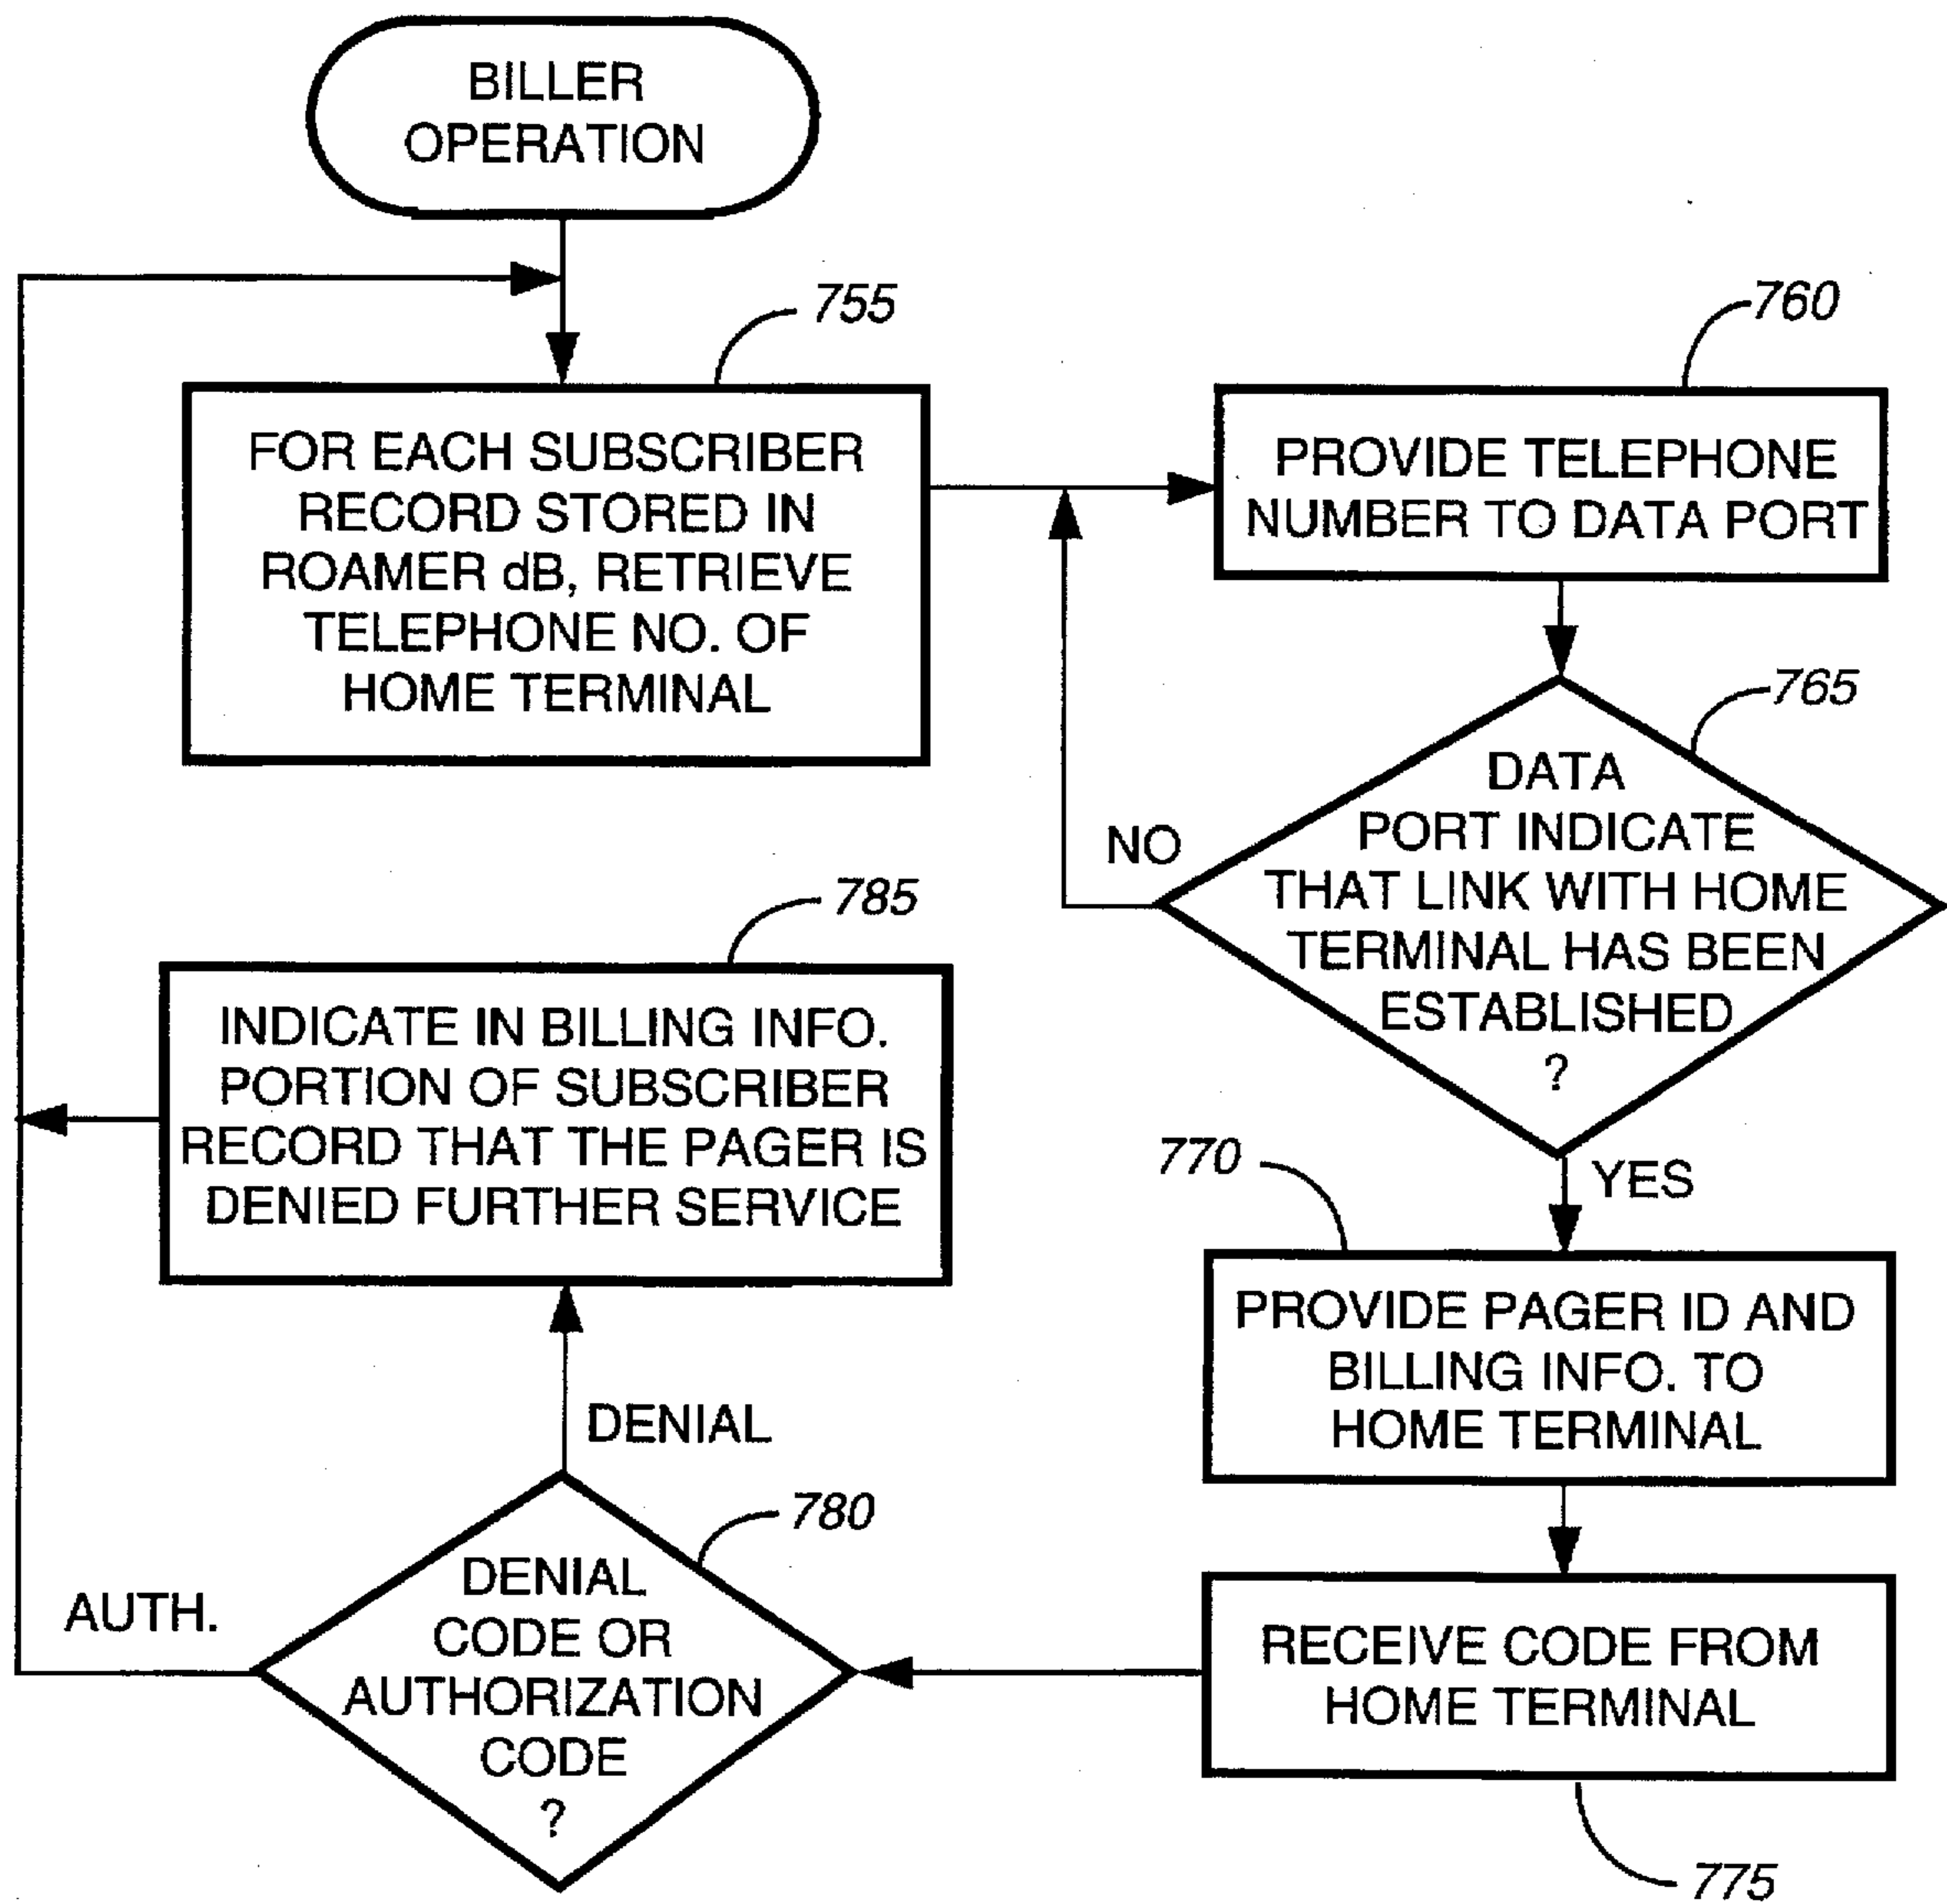 BILLER
OPERATION
755
FOR EACH SUBSCRIBER
RECORD STORED IN
ROAMER dB, RETRIEVE
TELEPHONE NO. OF
HOME TERMINAL
760
PROVIDE TELEPHONE
NUMBER TO DATA PORT
765
DATA
PORT INDICATE
THAT LINK WITH HOME
TERMINAL HAS BEEN
ESTABLISHED
?
NO
YES
770
PROVIDE PAGER ID AND
BILLING INFO. TO
HOME TERMINAL
RECEIVE CODE FROM
HOME TERMINAL
775
780
DENIAL
CODE OR
AUTHORIZATION
CODE
?
AUTH.
DENIAL
785
INDICATE IN BILLING INFO.
PORTION OF SUBSCRIBER
RECORD THAT THE PAGER IS
DENIED FURTHER SERVICE